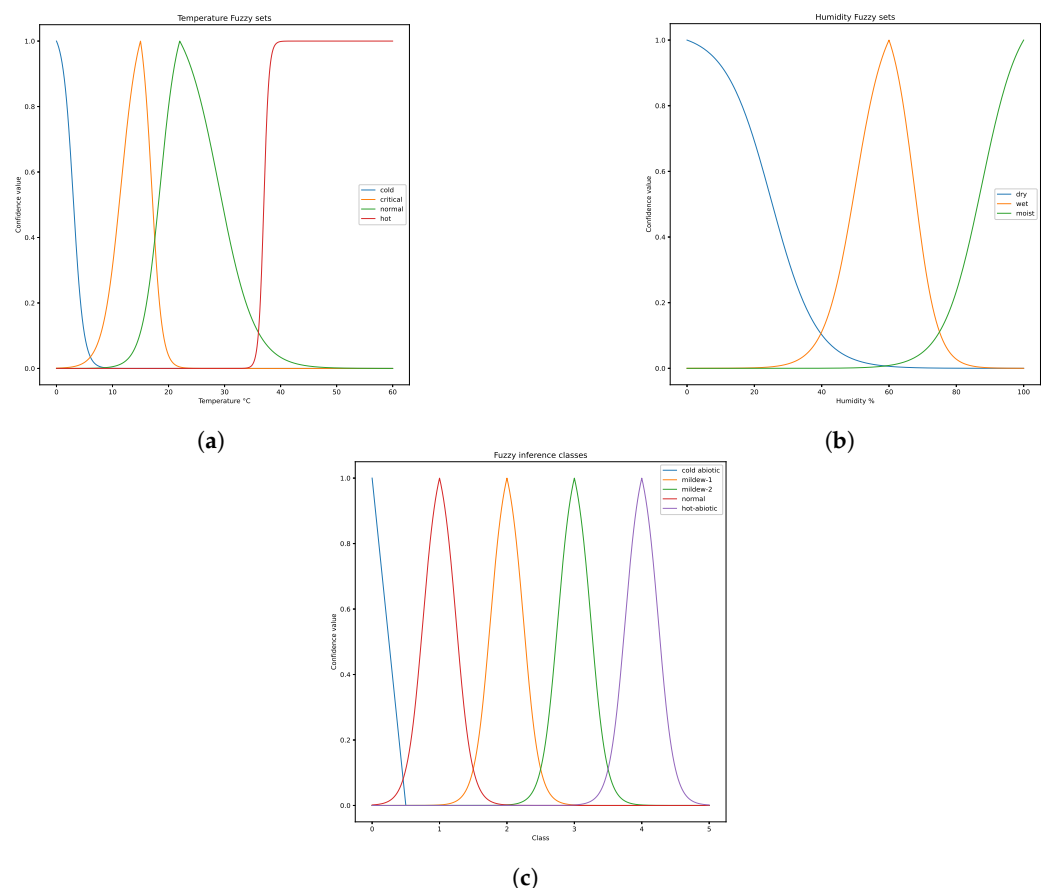 Temperature Fuzzy sets
1.0
0.8
0.6
0.4
0.2
0.0
Confidence value
cold
critical
normal
hot
0 10 20 30 40 50 60
Temperature °C
(a)
Humidity Fuzzy sets
1.0
0.8
0.6
0.4
0.2
0.0
Confidence value
dry
wet
moist
0 20 40 60 80 100
Humidity %
(b)
Fuzzy inference classes
1.0
0.8
0.6
0.4
0.2
0.0
Confidence value
cold abiotic
mildew-1
mildew-2
normal
hot-abiotic
0 1 2 3 4 5
Class
(c)